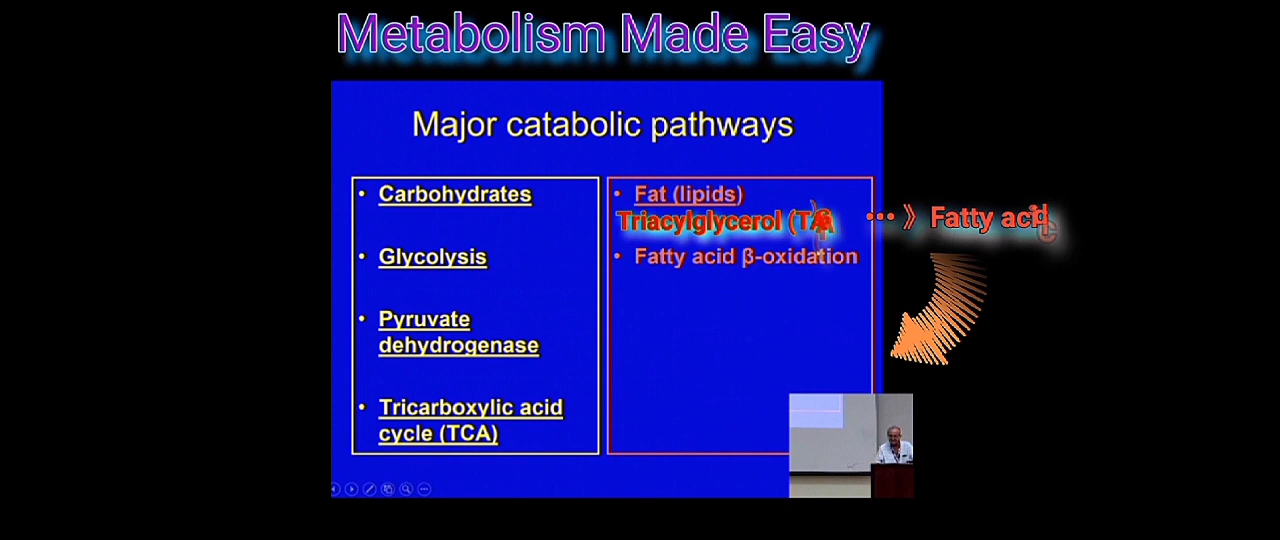 Metabolism Made Easy
Major catabolic pathways
• Carbohydrates
• Glycolysis
• Pyruvate
dehydrogenase
• Tricarboxylic acid
cycle (TCA)
• Fat (lipids)
Triacylglycerol
••• 》 Fatty
• Fatty acid β-oxidation